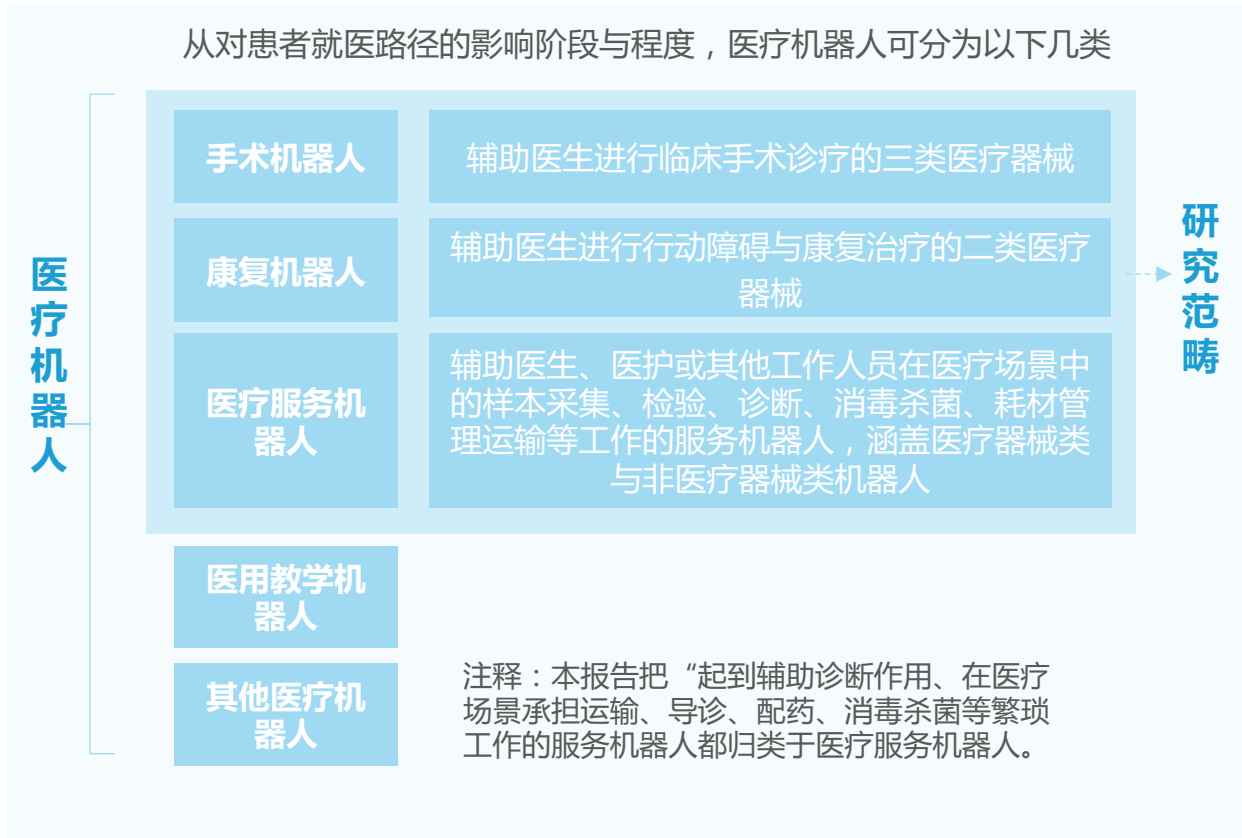 从对患者就医路径的影响阶段与程度，医疗机器人可分为以下几类
医疗机器人
手术机器人
辅助医生进行临床手术诊疗的三类医疗器械
康复机器人
辅助医生进行行动障碍与康复治疗的二类医疗
器械
医疗服务机
器人
辅助医生、医护或其他工作人员在医疗场景中
的样本采集、检验、诊断、消毒杀菌、耗材管
理运输等工作的服务机器人，涵盖医疗器械类
与非医疗器械类机器人
研究范畴
医用教学机
器人
其他医疗机
器人
注释：本报告把“起到辅助诊断作用、在医疗
场景承担运输、导诊、配药、消毒杀菌等繁琐
工作的服务机器人都归类于医疗服务机器人。